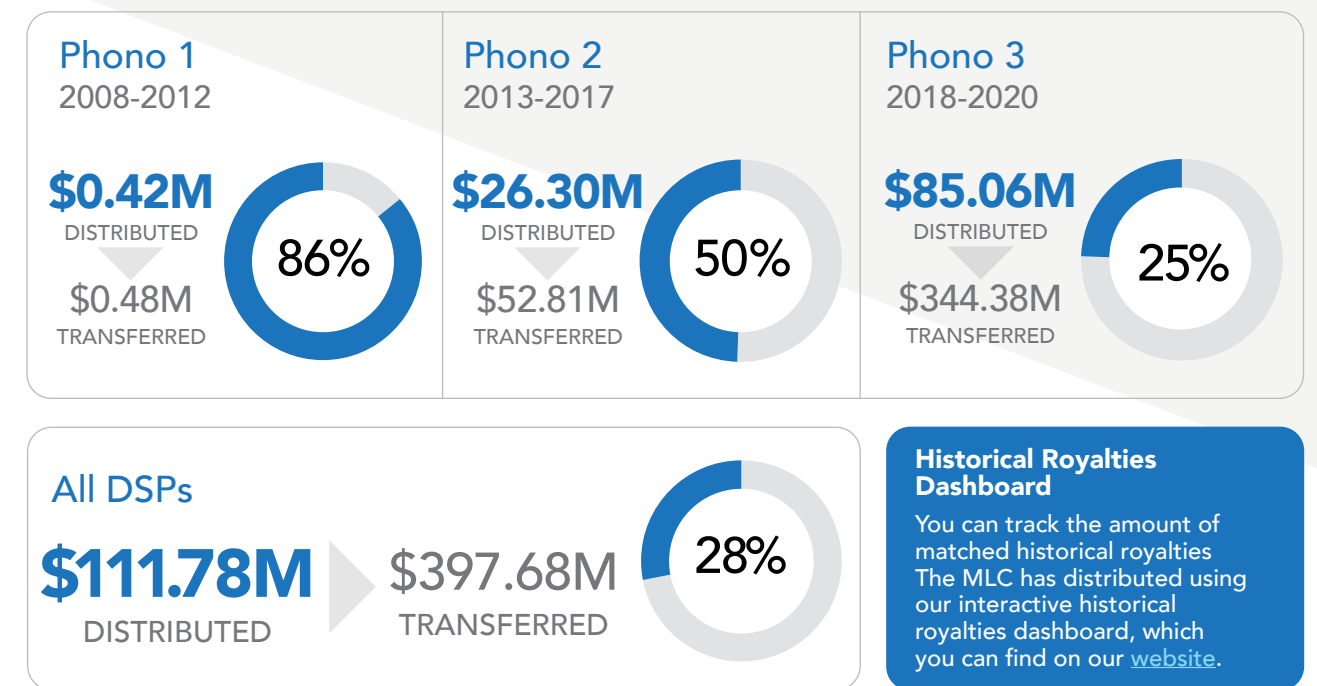 Phono 1
2008-2012
$0.42M
DISTRIBUTED
$0.48M
TRANSFERRED
86%
Phono 2
2013-2017
$26.30M
DISTRIBUTED
$52.81M
TRANSFERRED
50%
Phono 3
2018-2020
$85.06M
DISTRIBUTED
$344.38M
TRANSFERRED
25%
All DSPs
$111.78M
DISTRIBUTED
$397.68M
TRANSFERRED
28%
Historical Royalties
Dashboard
You can track the amount of
matched historical royalties
The MLC has distributed using
our interactive historical
royalties dashboard, which
you can find on our website.